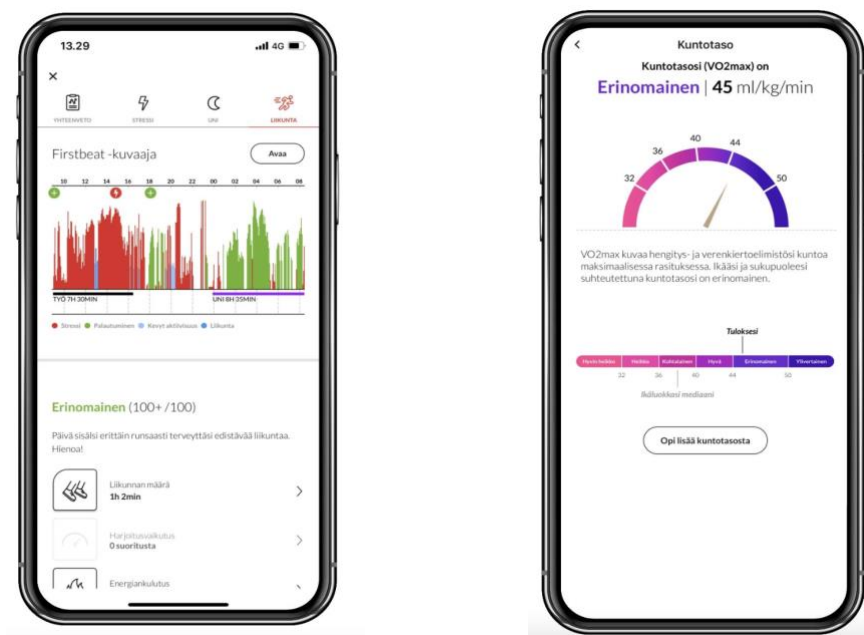 13.29
4G
YHTEENVETO STRESSI UNI LIIKUNTA
Firstbeat -kuvaaja
Avaa
10 12 14 16 18 20 22 00 02 04 06 08
TYÖ 7H 30MIN
UNI 8H 35MIN
Stressi Palautuminen Kevyt aktiivisuus Liikunta
Erinomainen (100+ /100)
Päivä sisälsi erittäin runsaasti terveyttäsi edistävää liikuntaa.
Hienoa!
Liikunnan määrä
1h 2min
Harjoitusvaikutus
0 suoritusta
Energiankulutus
Kuntotaso
Kuntotasosi (VO2max) on
Erinomainen | 45 ml/kg/min
32 36 40 44 50
VO2max kuvaa hengitys- ja verenkiertoelimistösi kuntoa
maksimaalisessa rasituksessa. Ikääsi ja sukupuoleesi
suhteutettuna kuntotasosi on erinomainen.
Tuloksesi
Hyvin heikko Heikko Kohtalainen Hyvä Erinomainen Ylivertainen
32 36 40 44 50
Ikäluokkasi mediaani
Opi lisää kuntotasosta